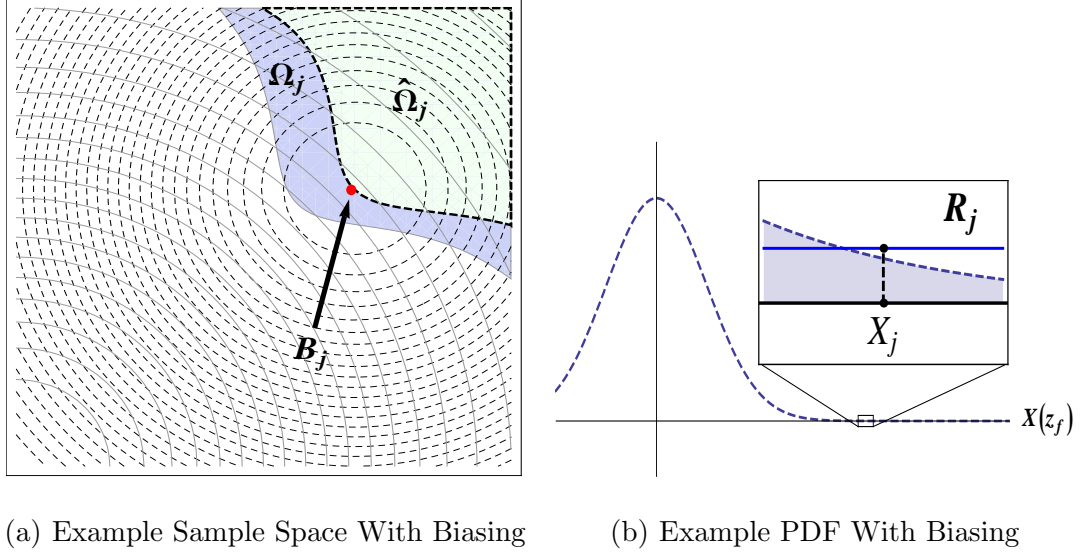 Ω_j
Ω̂_j
B_j
R_j
X_j
X(z_f)
(a) Example Sample Space With Biasing
(b) Example PDF With Biasing